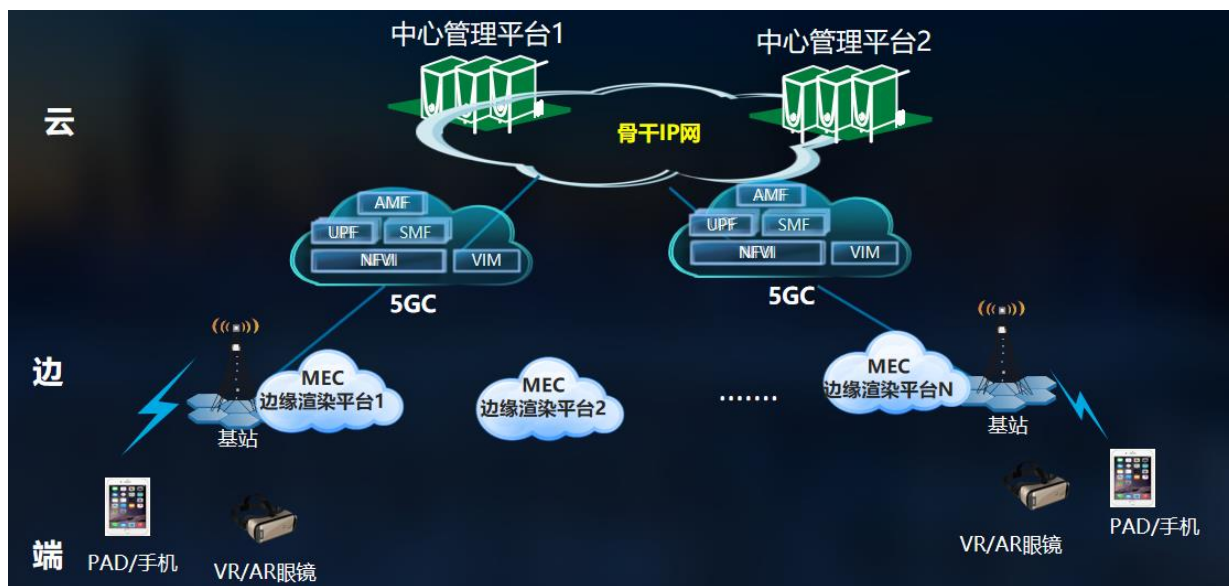 中心管理平台1
中心管理平台2
云
骨干IP网
AMF
UPF SMF
NFVI VIM
5GC
AMF
UPF SMF
NFVI VIM
5GC
边
MEC
边缘渲染平台1
MEC
边缘渲染平台2
.......
MEC
边缘渲染平台N
基站
基站
端
PAD/手机
VR/AR眼镜
VR/AR眼镜
PAD/手机